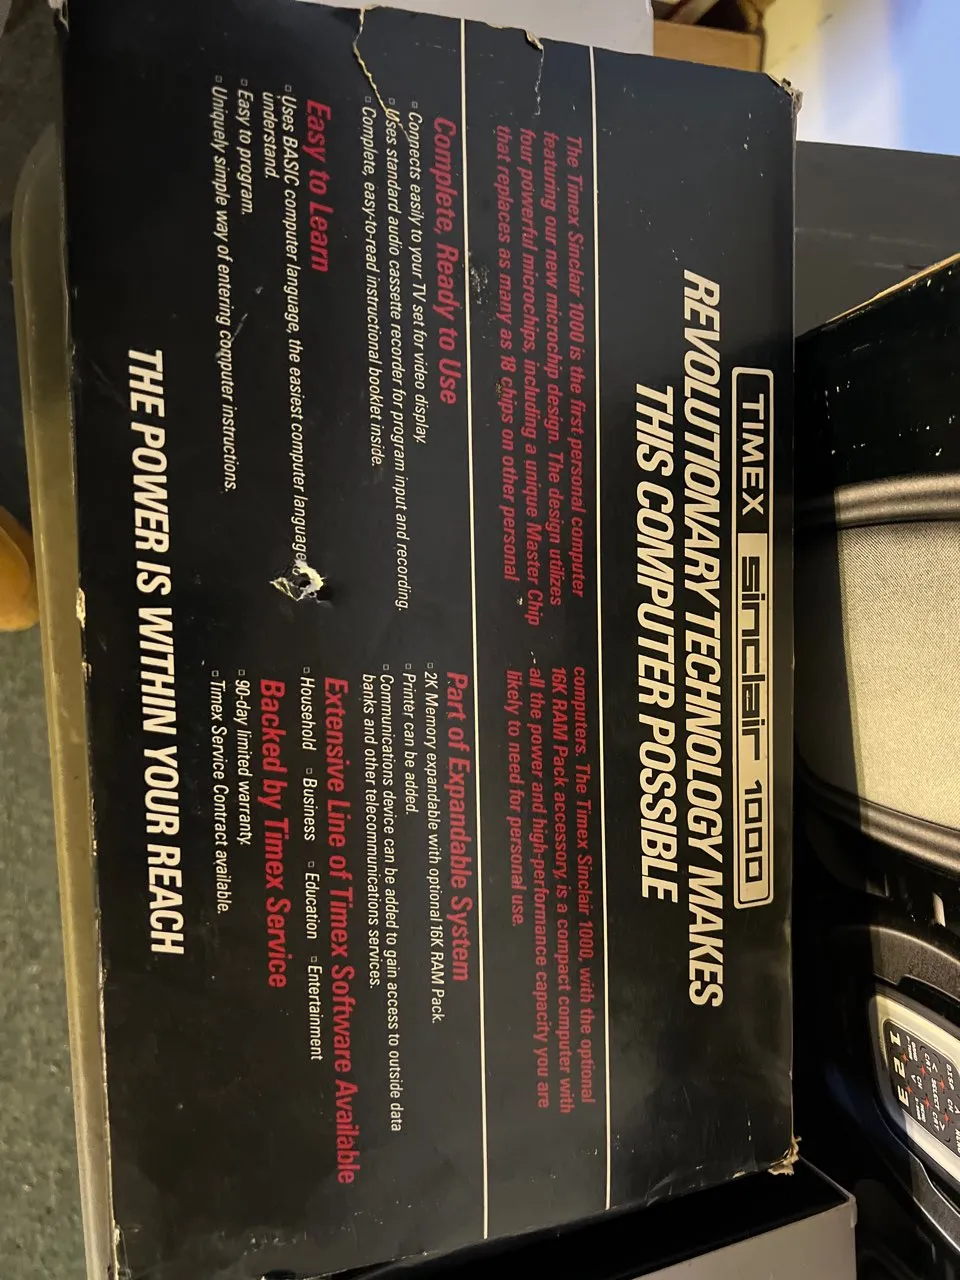 TIMEX sinclair 1000
REVOLUTIONARY TECHNOLOGY MAKES
THIS COMPUTER POSSIBLE
The Timex Sinclair 1000 is the first personal computer
featuring our new microchip design. The design utilizes
four powerful microchips, including a unique Master Chip
that replaces as many as 18 chips on other personal
computers. The Timex Sinclair 1000, with the optional
16K RAM Pack accessory, is a compact computer with
all the power and high-performance capacity you are
likely to need for personal use.
Complete, Ready to Use
▫ Connects easily to your TV set for video display.
▫ Uses standard audio cassette recorder for program input and recording.
▫ Complete, easy-to-read instructional booklet inside.
Easy to Learn
▫ Uses BASIC computer language, the easiest computer language
understand.
▫ Easy to program.
▫ Uniquely simple way of entering computer instructions.
Part of Expandable System
▫ 2K Memory expandable with optional 16K RAM Pack.
▫ Printer can be added.
▫ Communications device can be added to gain access to outside data
banks and other telecommunications services.
Extensive Line of Timex Software Available
▫ Household ▫ Business ▫ Education ▫ Entertainment
Backed by Timex Service
▫ 90-day limited warranty.
▫ Timex Service Contract available.
THE POWER IS WITHIN YOUR REACH
DISP CH
CAT < SELECT CAT >
1 2 3